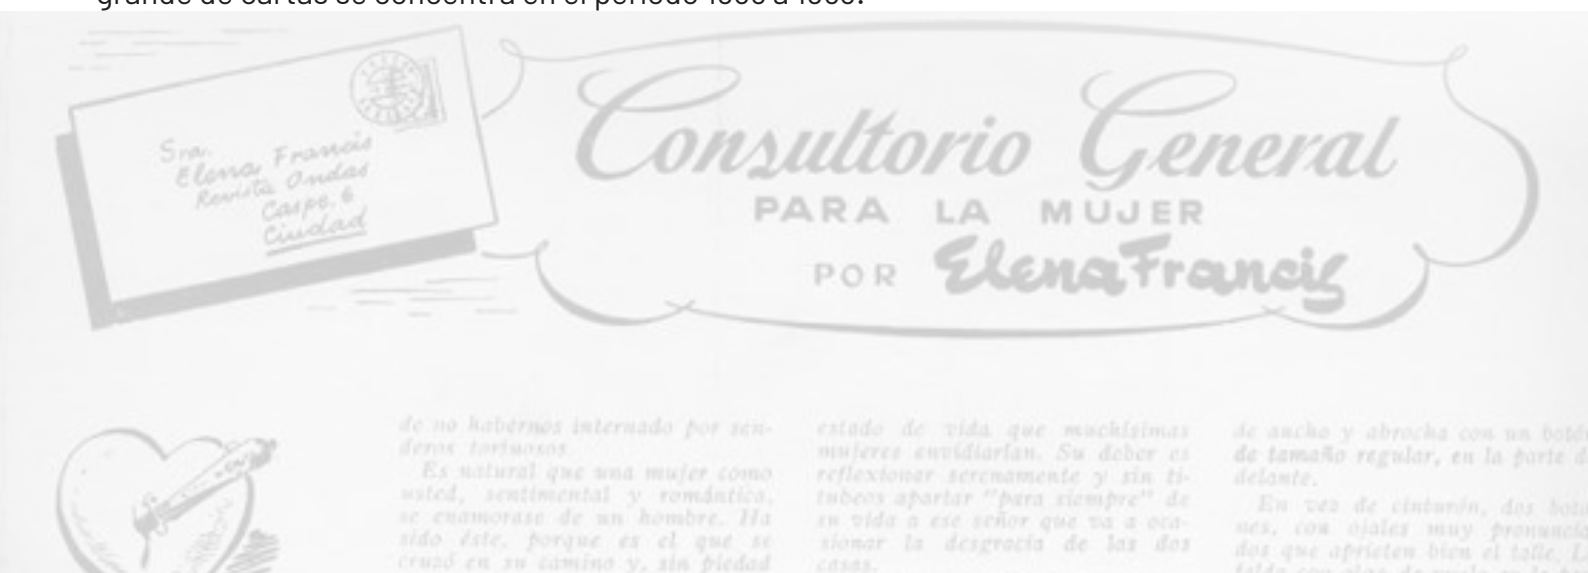 Sra.
Elena Francis
Revista Ondas
Caspe, 6
Ciudad
Consultorio General
PARA LA MUJER
POR Elena Francis
de no habernos internado por sen-
deros tortuosos
Es natural que una mujer como
usted, sentimental y romántica,
se enamorase de un hombre. Ha
sido éste, porque es el que se
cruzó en su camino y, sin piedad
estado de vida que muchísimas
mujeres envidiarían. Su deber es
reflexionar serenamente y sin ti-
tubeos apartar "para siempre" de
su vida a ese señor que va a oca-
sionar la desgracia de las dos
casas.
de ancho y abrocha con un botón
de tamaño regular, en la parte d
delante.
En vez de cinturón, dos boto
nes, con ojales muy pronuncia
dos que aprieten bien el talle. L